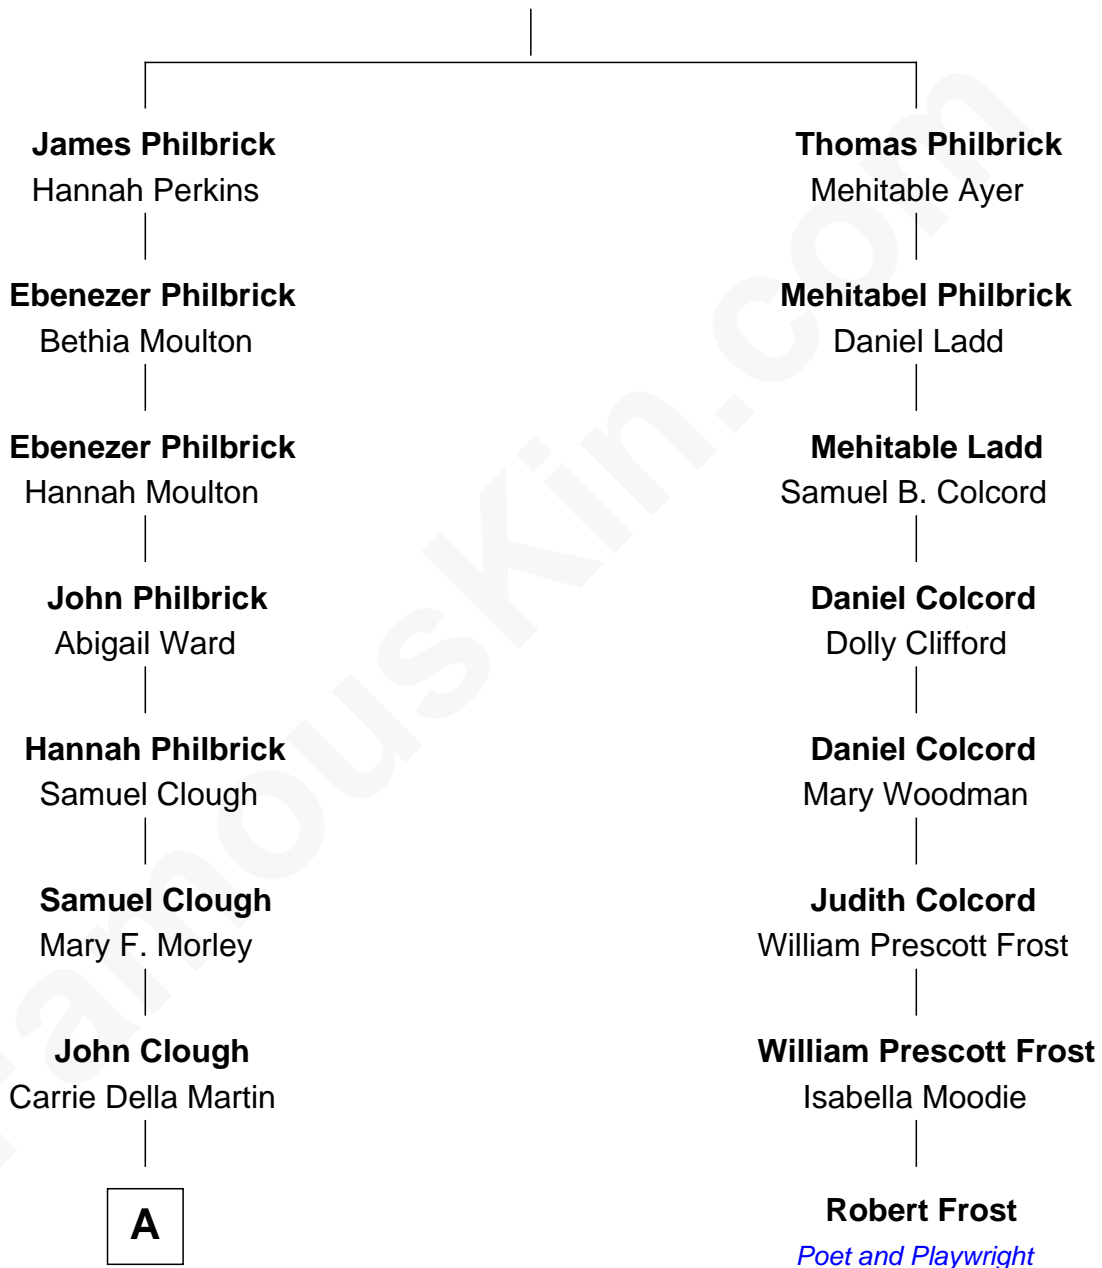 James Philbrick
Hannah Perkins
Ebenezer Philbrick
Bethia Moulton
Ebenezer Philbrick
Hannah Moulton
John Philbrick
Abigail Ward
Hannah Philbrick
Samuel Clough
Samuel Clough
Mary F. Morley
John Clough
Carrie Della Martin
A
Thomas Philbrick
Mehitable Ayer
Mehitabel Philbrick
Daniel Ladd
Mehitable Ladd
Samuel B. Colcord
Daniel Colcord
Dolly Clifford
Daniel Colcord
Mary Woodman
Judith Colcord
William Prescott Frost
William Prescott Frost
Isabella Moodie
Robert Frost
Poet and Playwright
FamousKin.com